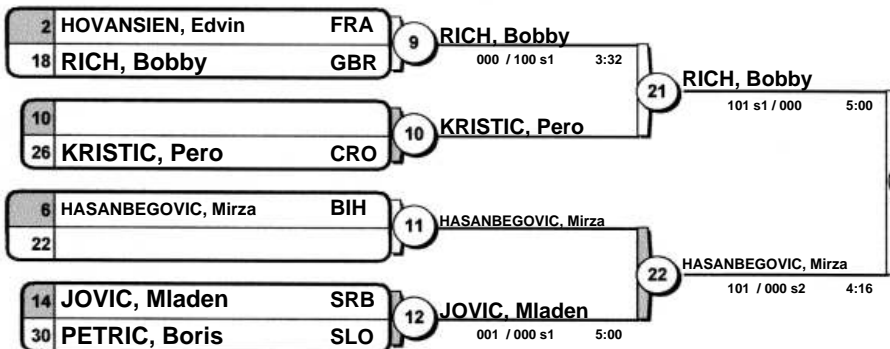 2 HOVANSIEN, Edvin FRA
18 RICH, Bobby GBR
9
RICH, Bobby
000 / 100 s1 3:32
10
26 KRISTIC, Pero CRO
10
KRISTIC, Pero
21
RICH, Bobby
101 s1 / 000 5:00
6 HASANBEGOVIC, Mirza BIH
22
11
HASANBEGOVIC, Mirza
14 JOVIC, Mladen SRB
30 PETRIC, Boris SLO
12
JOVIC, Mladen
001 / 000 s1 5:00
22
HASANBEGOVIC, Mirza
101 / 000 s2 4:16